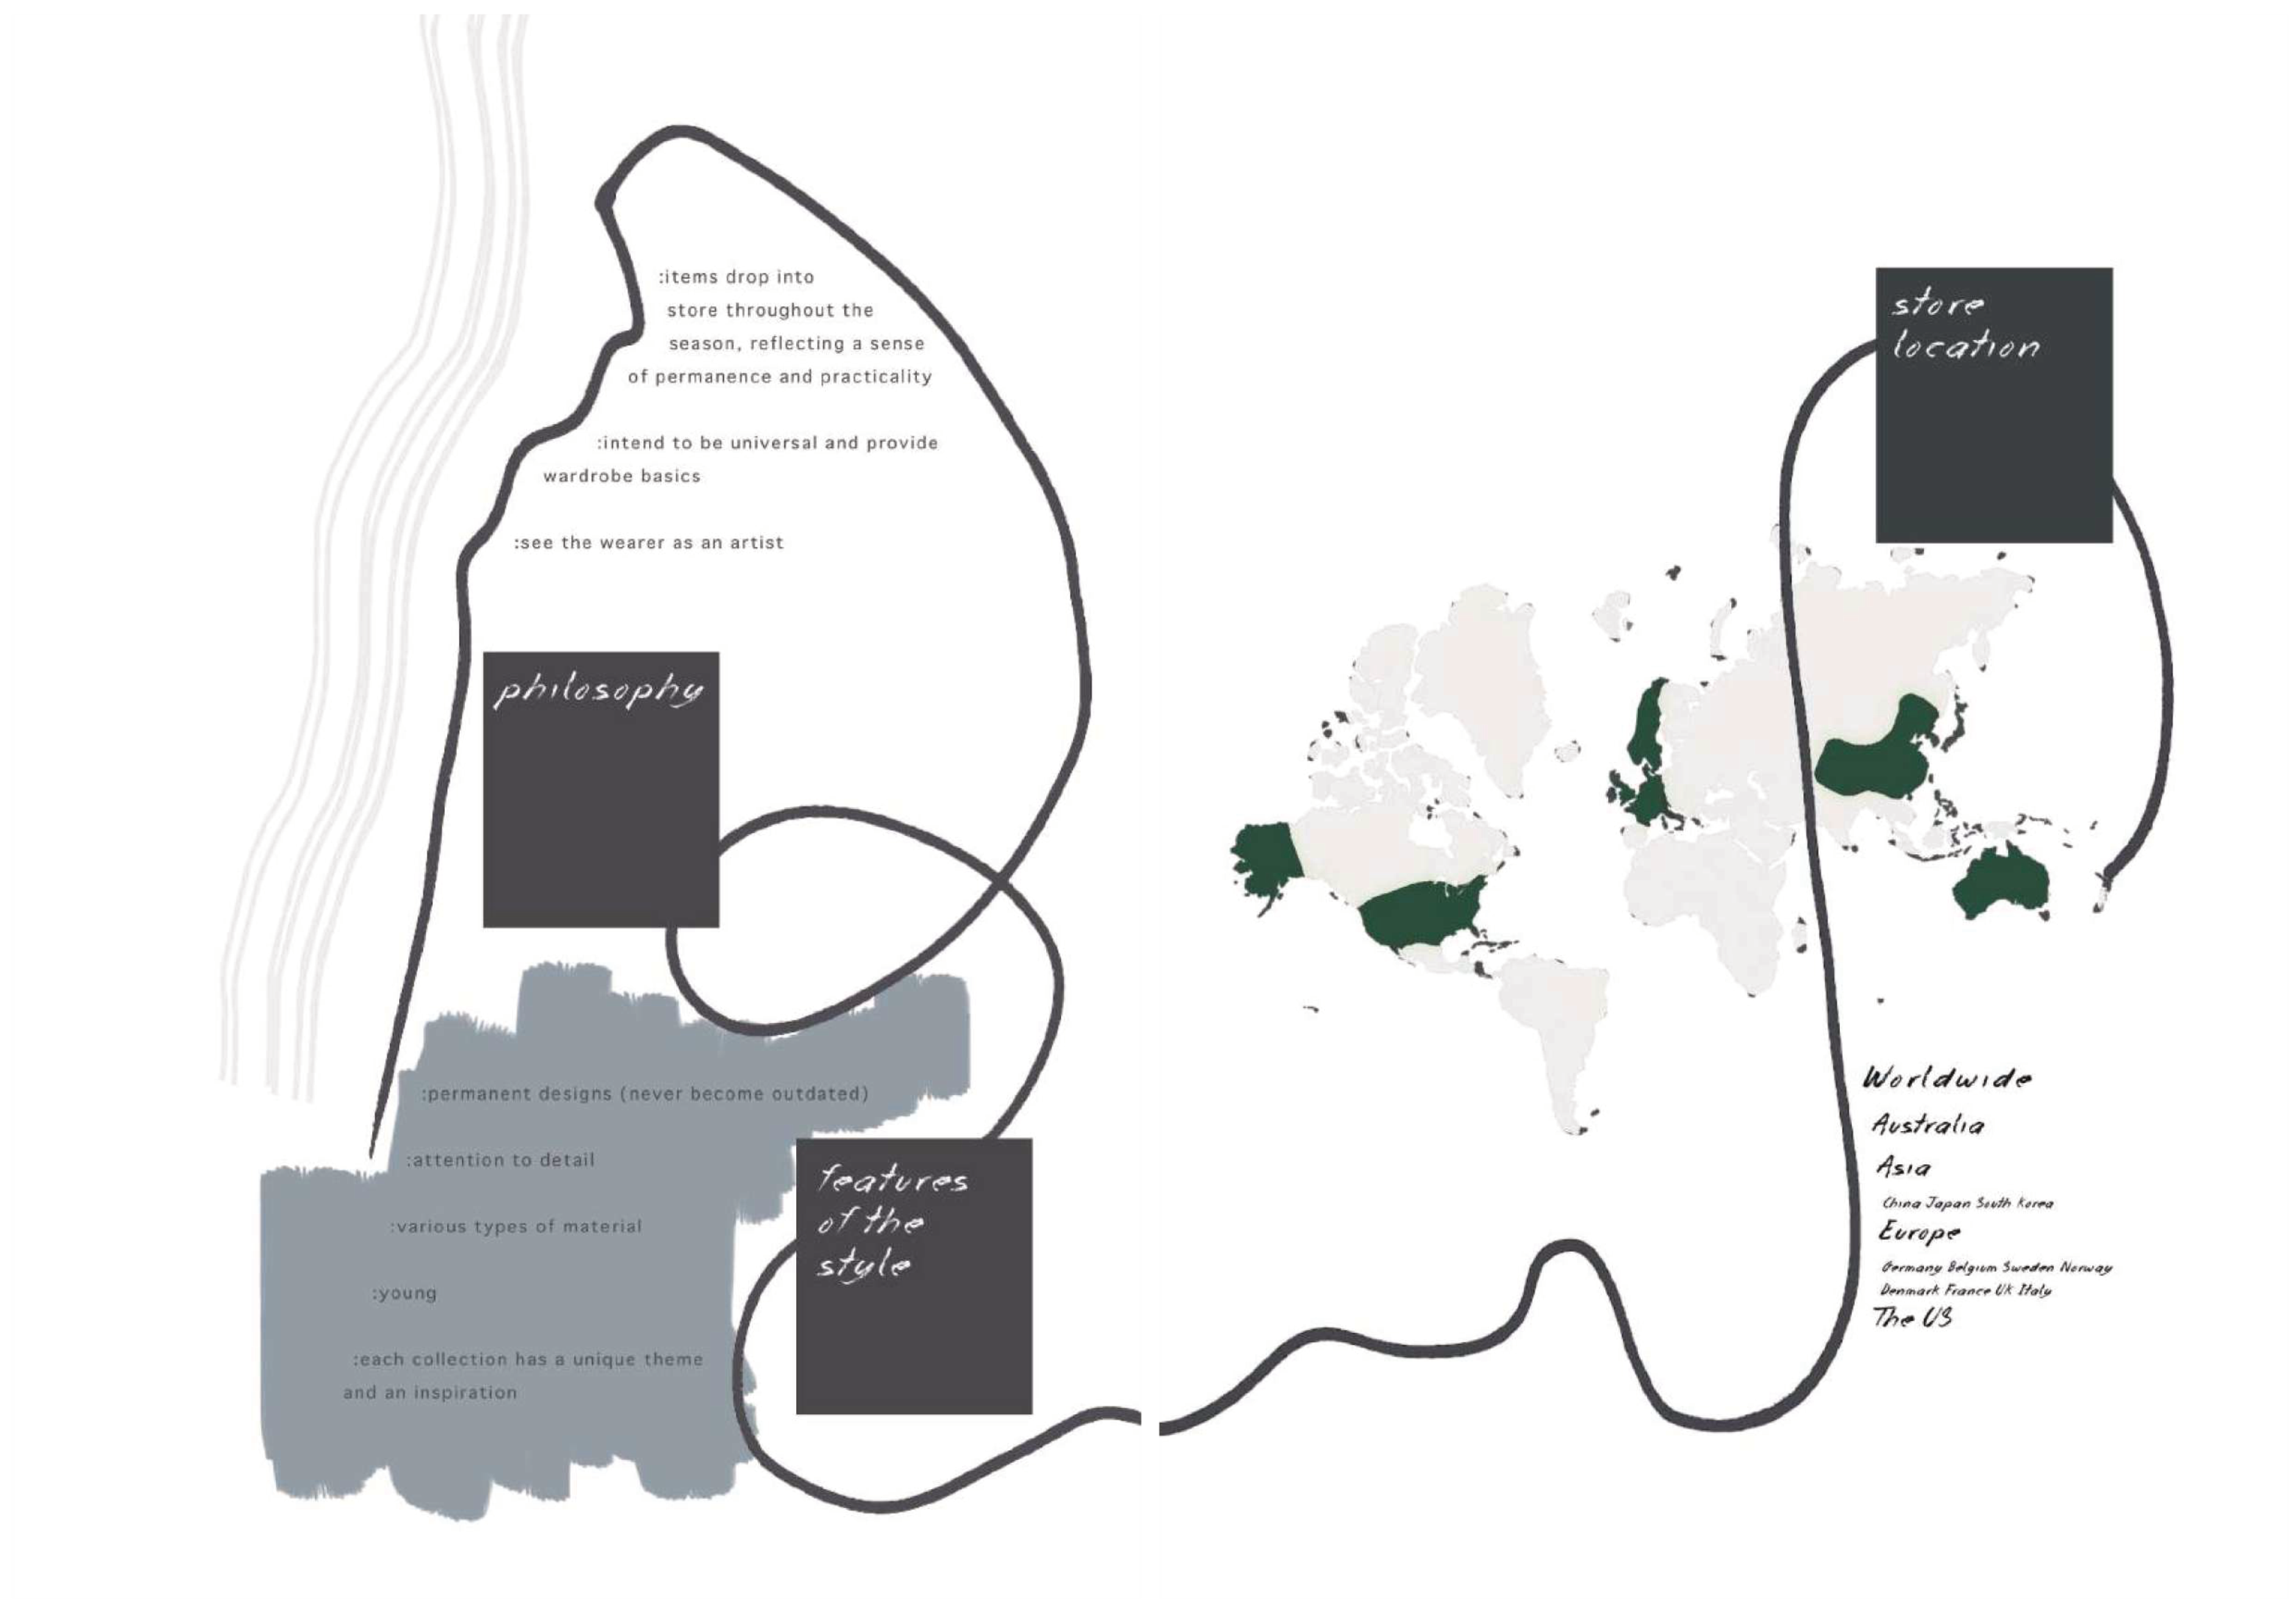 :items drop into
store throughout the
season, reflecting a sense
of permanence and practicality
:intend to be universal and provide
wardrobe basics
:see the wearer as an artist
philosophy
:permanent designs (never become outdated)
:attention to detail
:various types of material
:young
:each collection has a unique theme
and an inspiration
features
of the
style
store
location
Worldwide
Australia
Asia
China Japan South Korea
Europe
Germany Belgium Sweden Norway
Denmark France UK Italy
The US